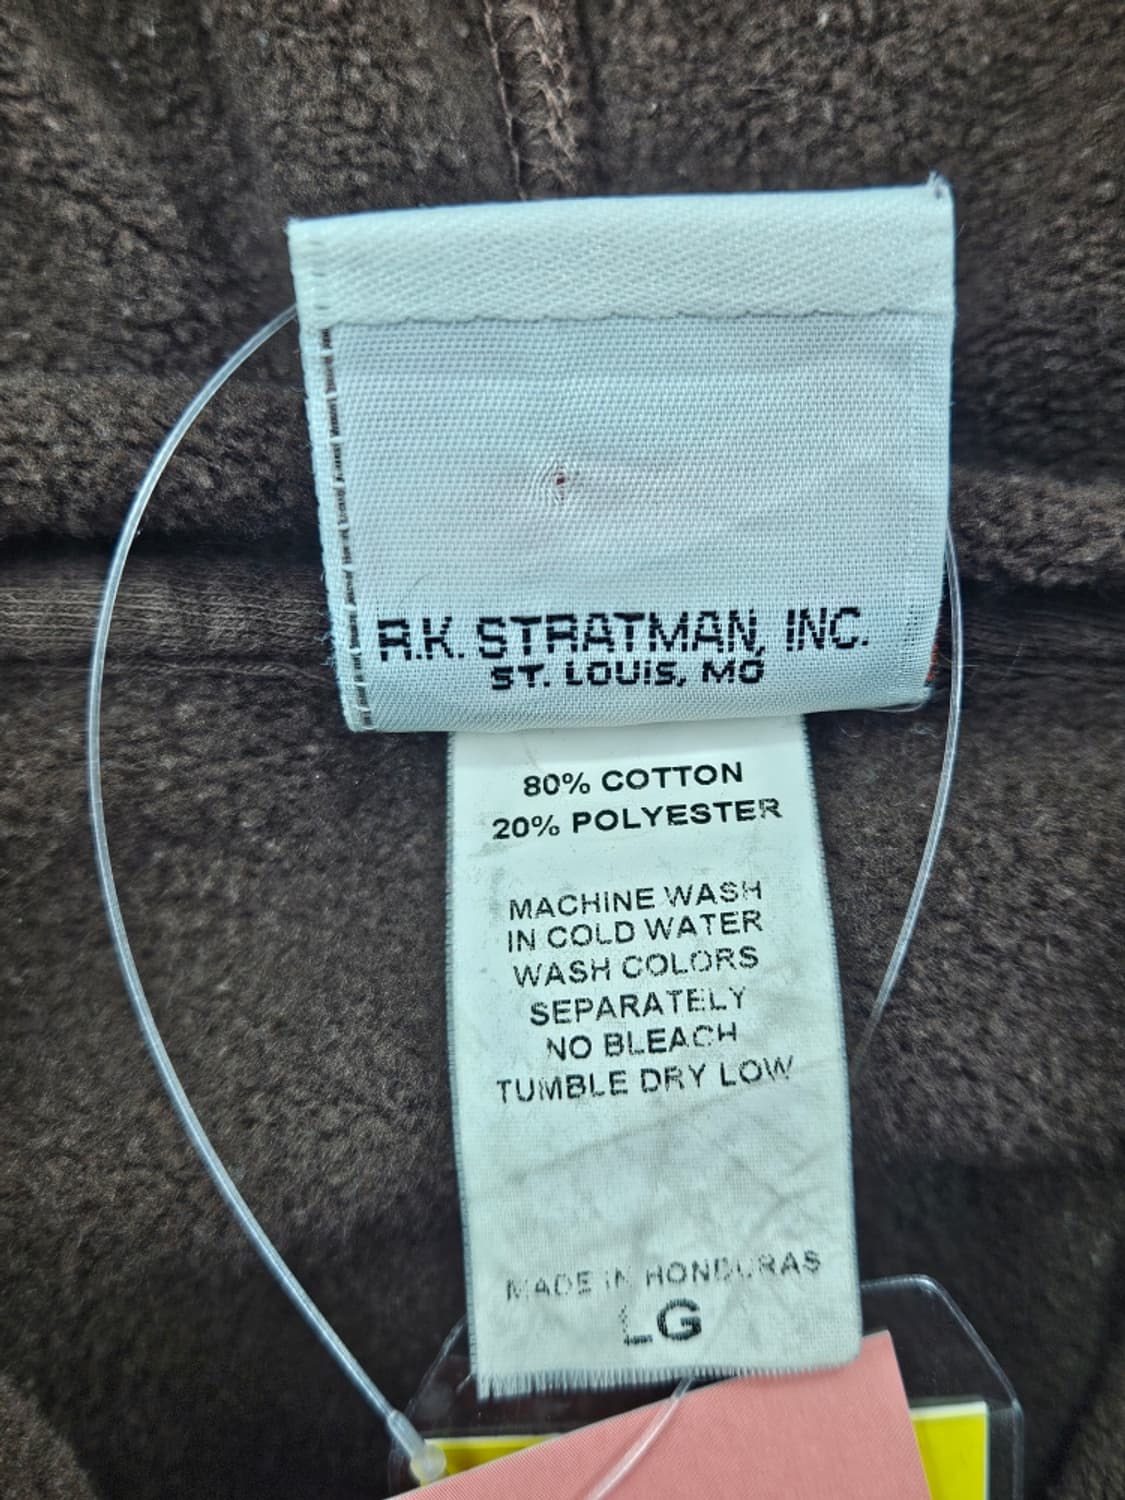 R.K. STRATMAN, INC.
ST. LOUIS, MO
80% COTTON
20% POLYESTER
MACHINE WASH
IN COLD WATER
WASH COLORS
SEPARATELY
NO BLEACH
TUMBLE DRY LOW
MADE IN HONDURAS
LG